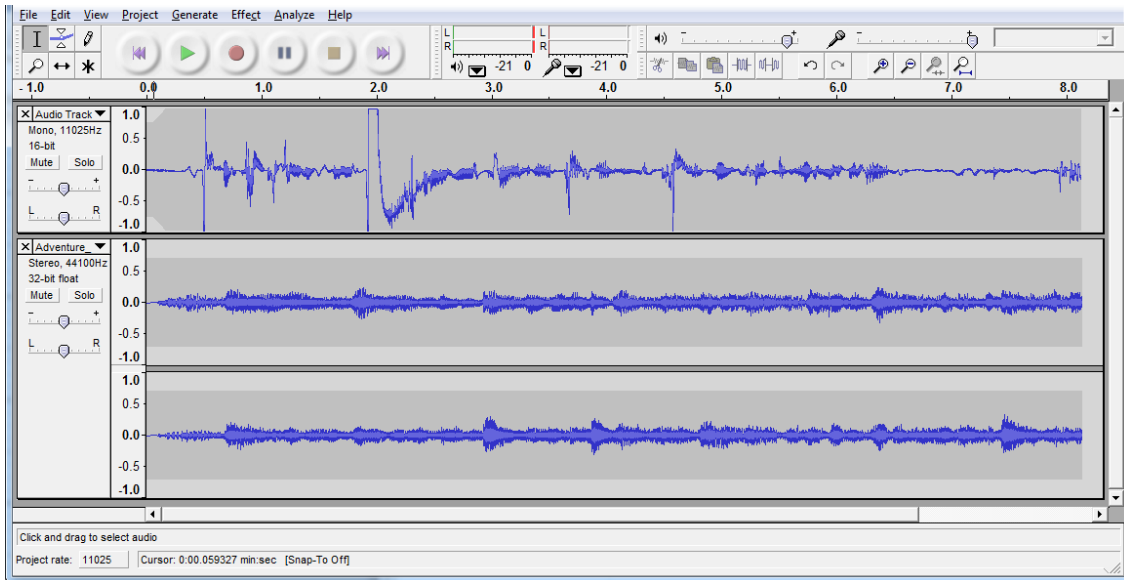 File Edit View Project Generate Effect Analyze Help
L L
R R
-21 0 -21 0
- +
- +
- 1.0 0.0 1.0 2.0 3.0 4.0 5.0 6.0 7.0 8.0
X Audio Track
Mono, 11025Hz
16-bit
Mute Solo
- +
L R
1.0
0.5
0.0
-0.5
-1.0
X Adventure_
Stereo, 44100Hz
32-bit float
Mute Solo
- +
L R
1.0
0.5
0.0
-0.5
-1.0
1.0
0.5
0.0
-0.5
-1.0
Click and drag to select audio
Project rate: 11025 Cursor: 0:00.059327 min:sec [Snap-To Off]